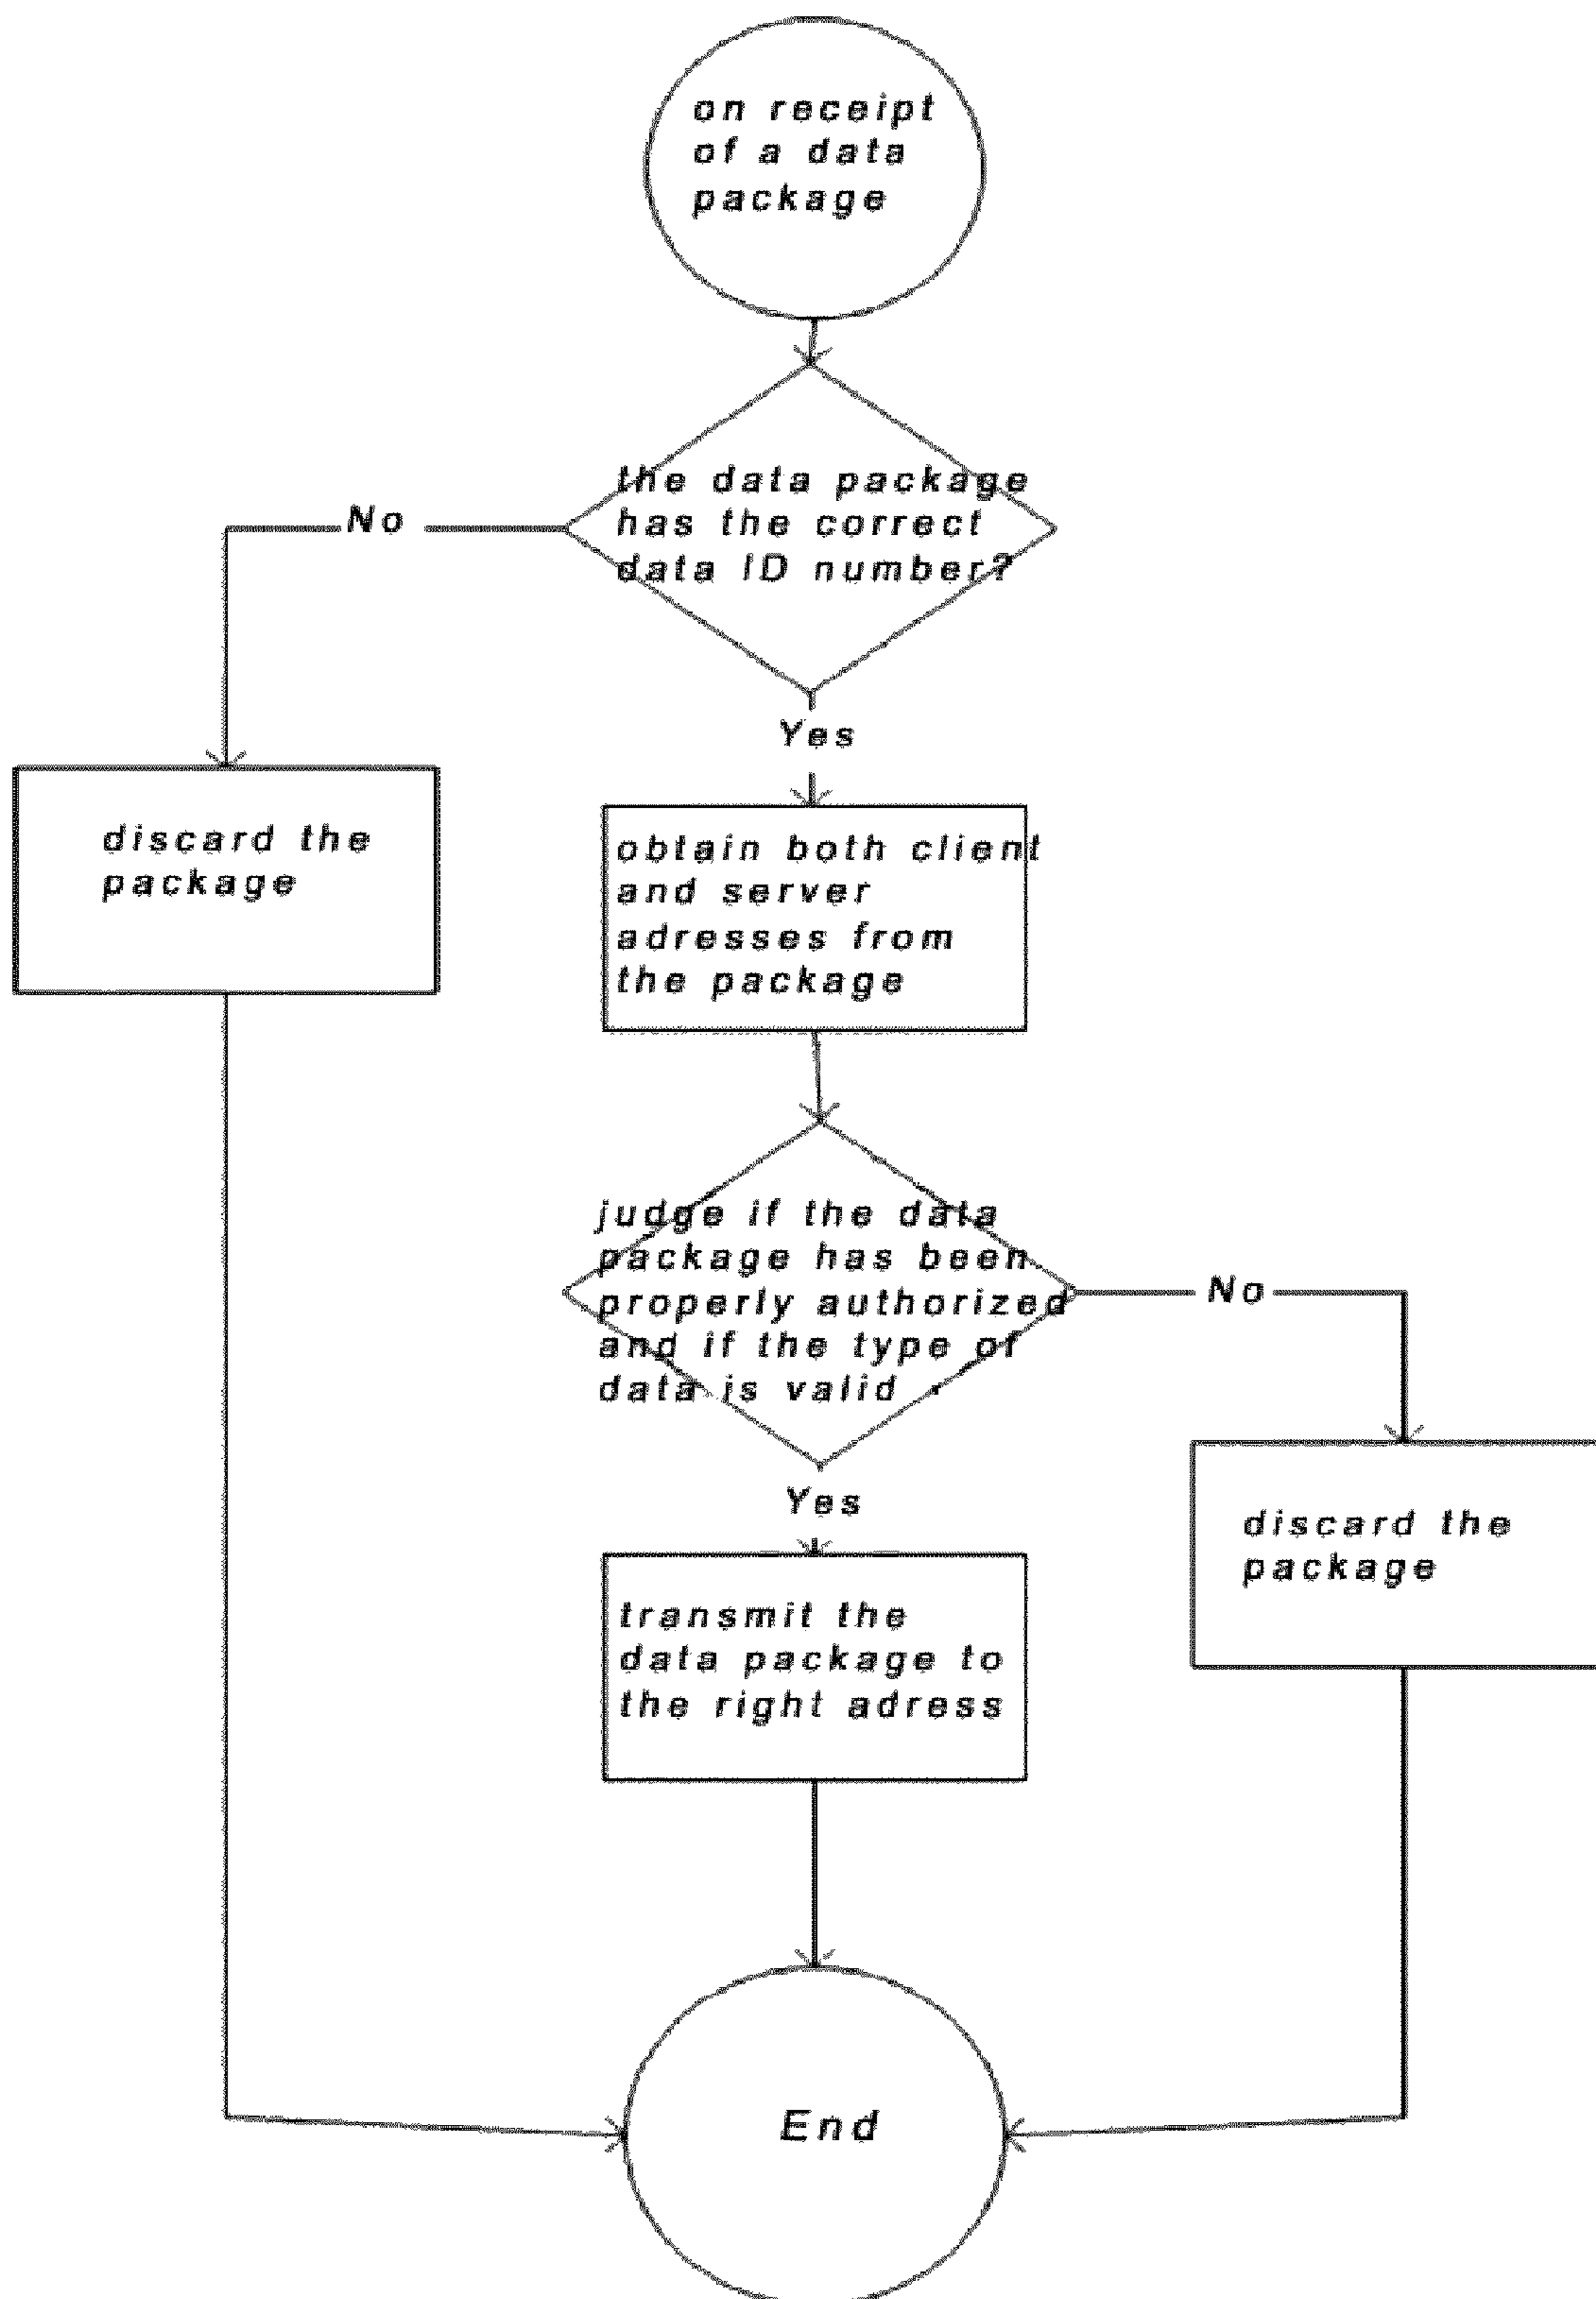 on receipt
of a data
package
the data package
has the correct
data ID number?
No
Yes
discard the
package
obtain both client
and server
adresses from
the package
judge if the data
package has been
properly authorized
and if the type of
data is valid
No
Yes
discard the
package
transmit the
data package to
the right adress
End